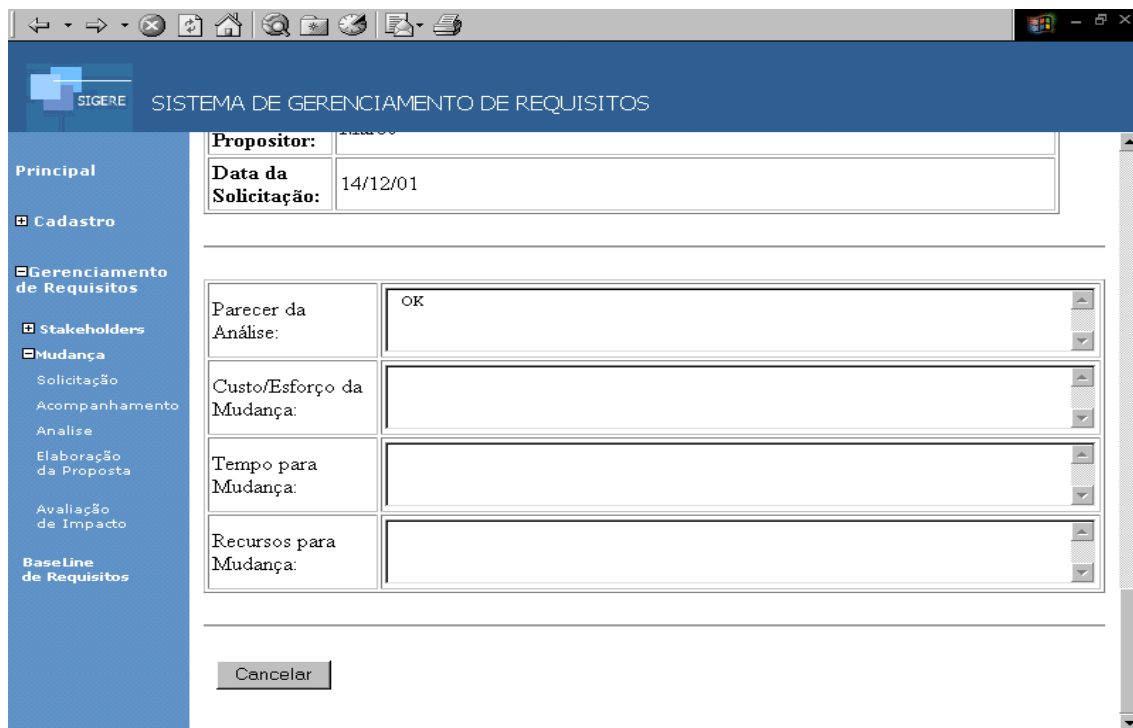 SIGERE
SISTEMA DE GERENCIAMENTO DE REQUISITOS
Principal
Cadastro
Gerenciamento
de Requisitos
Stakeholders
Mudança
Solicitação
Acompanhamento
Analise
Elaboração
da Proposta
Avaliação
de Impacto
BaseLine
de Requisitos
Propositor:
Data da
Solicitação:
14/12/01
Parecer da
Análise:
OK
Custo/Esforço da
Mudança:
Tempo para
Mudança:
Recursos para
Mudança:
Cancelar